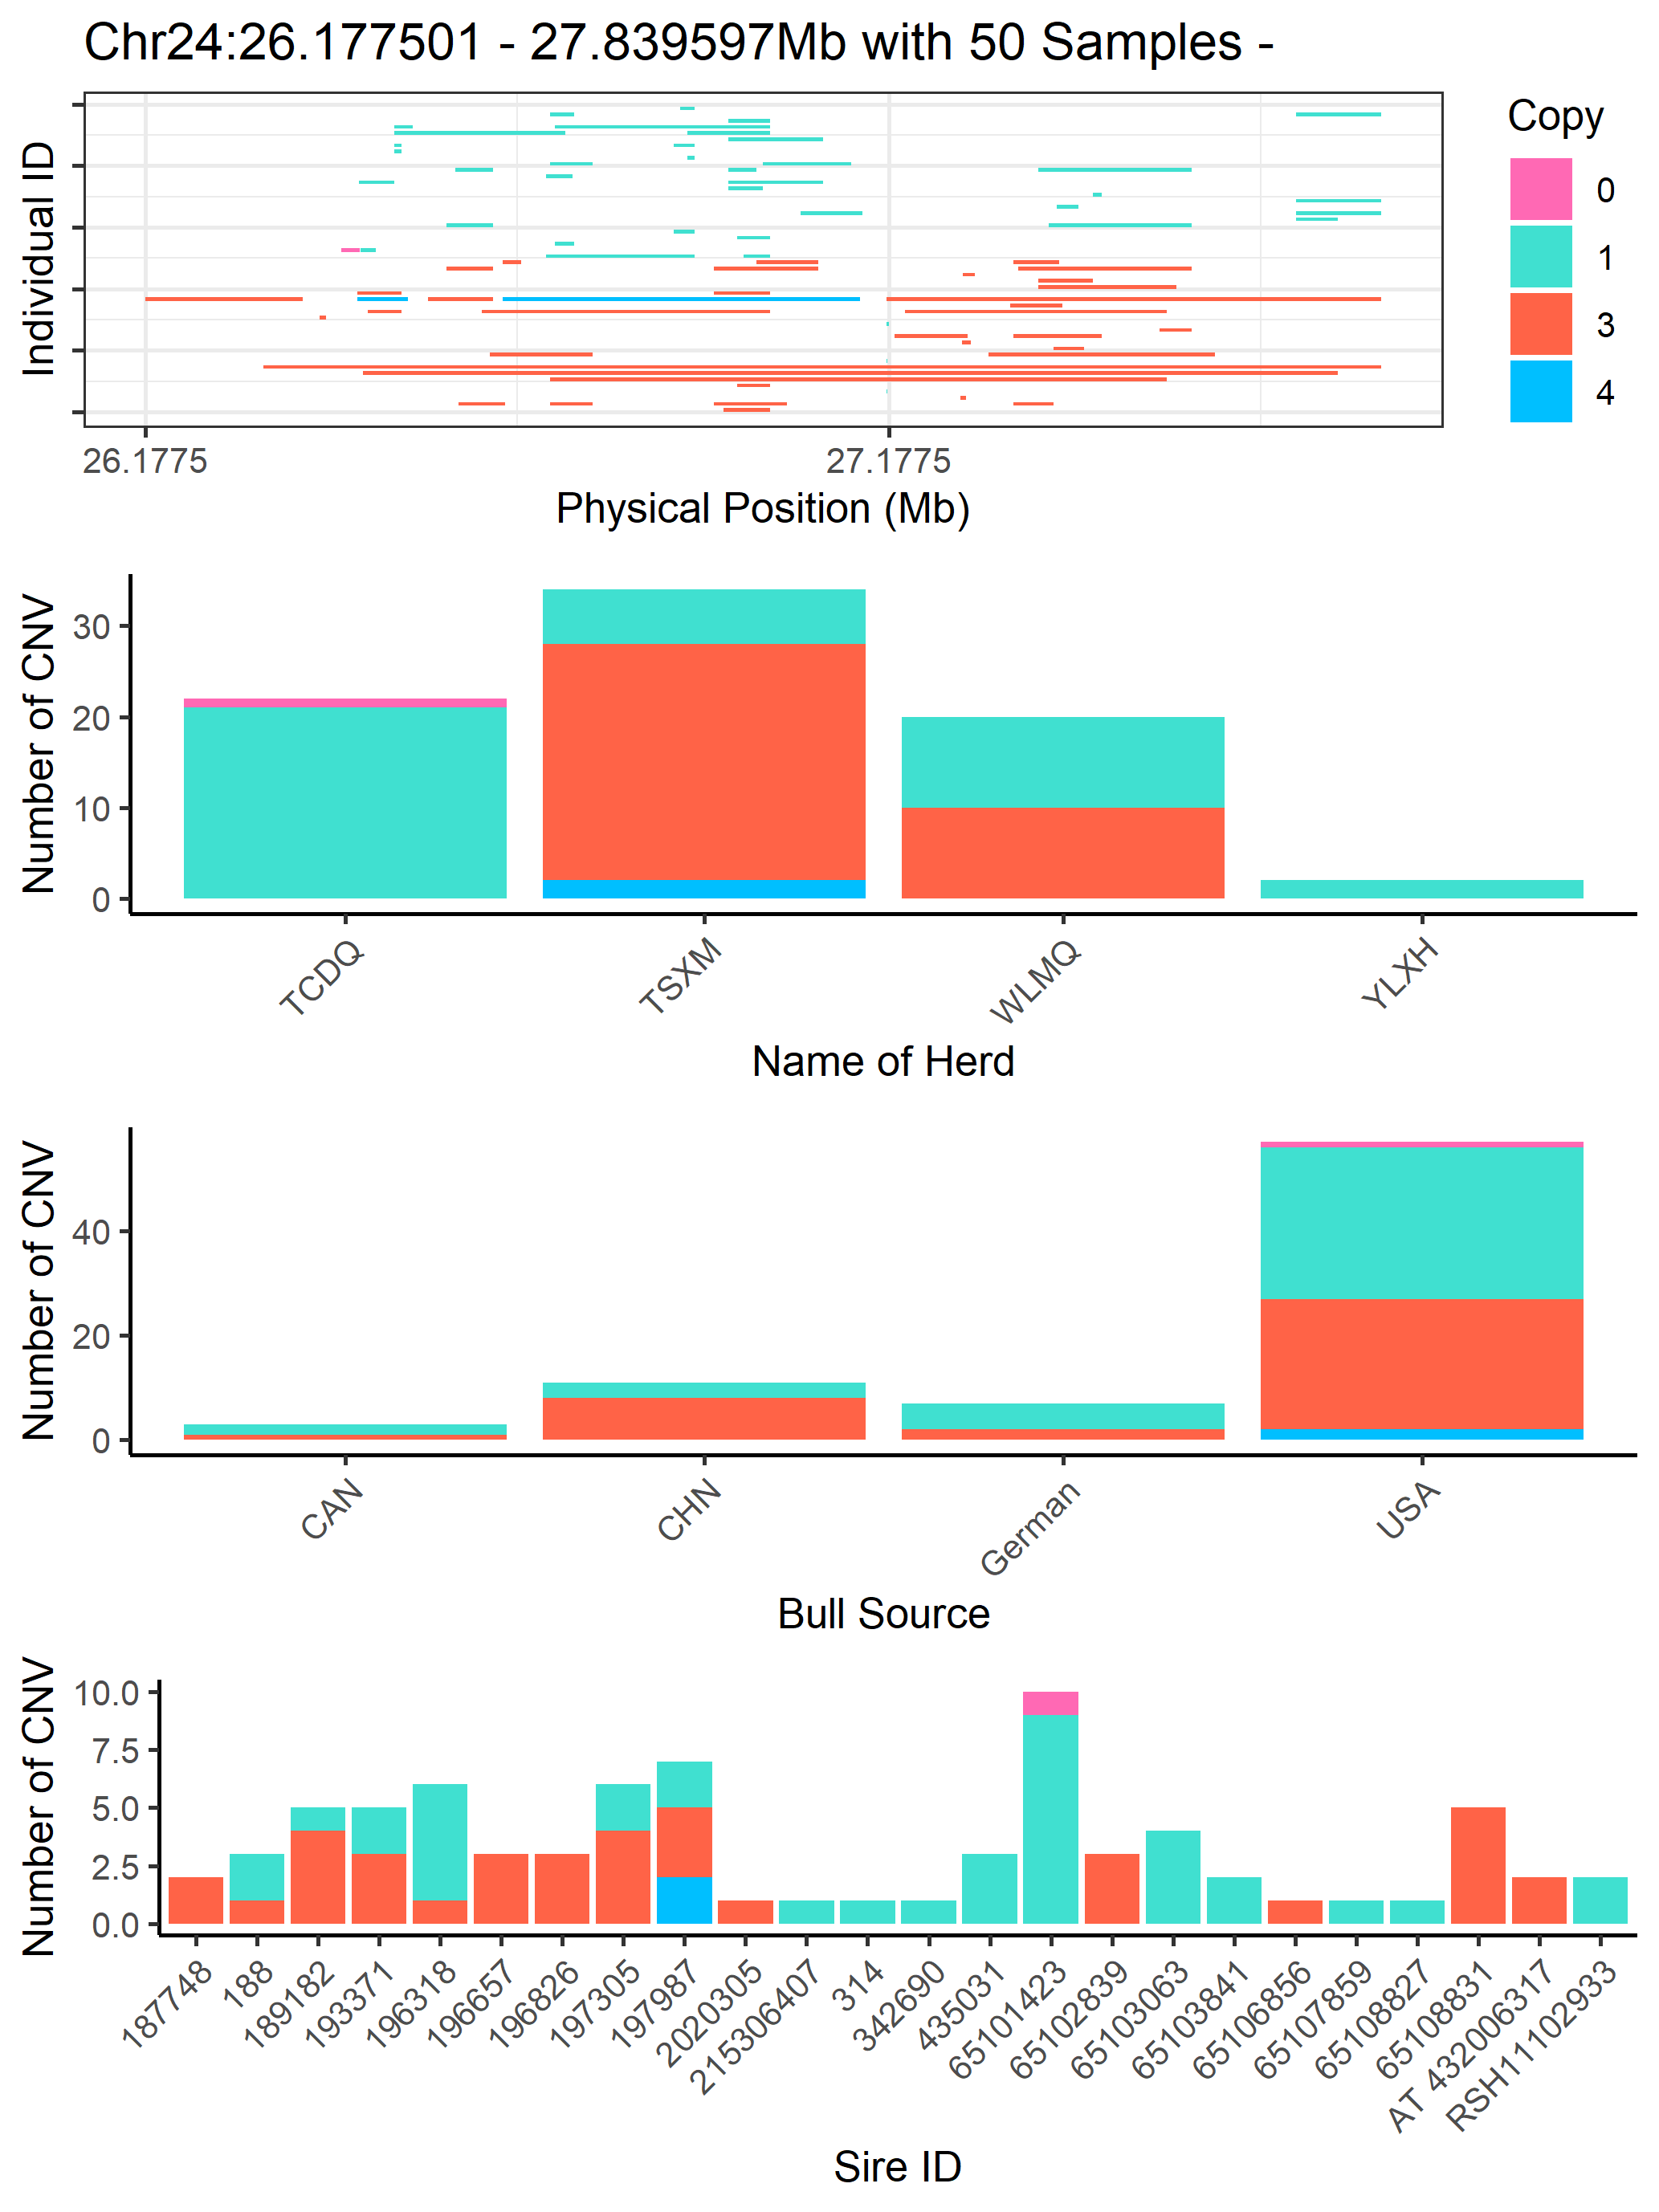 Chr24:26.177501 - 27.839597Mb with 50 Samples -
Individual ID
26.1775
27.1775
Physical Position (Mb)
Copy
0
1
3
4
Number of CNV
30
20
10
0
TCDQ
TSXM
WLMQ
YLXH
Name of Herd
Number of CNV
40
20
0
CAN
CHN
German
USA
Bull Source
Number of CNV
10.0
7.5
5.0
2.5
0.0
187748
188
189182
193371
196318
196657
196826
197305
197987
2020305
215306407
314
342690
435031
65101423
65102839
65103063
65103841
65106856
65107859
65108827
65108831
AT 432006317
RSH11102933
Sire ID